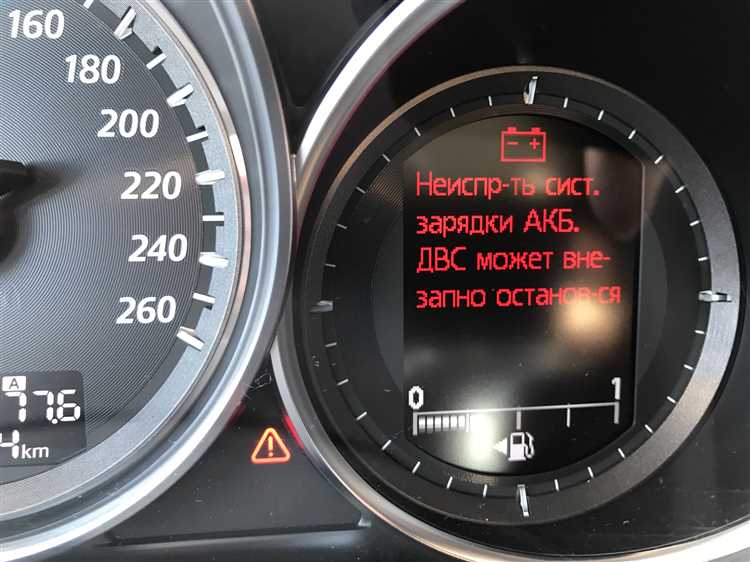 160
180
200
220
240
260
A
77.6
4km
Неиспр-ть сист.
зарядки АКБ.
ДВС может вне-
запно останов-ся
0 1